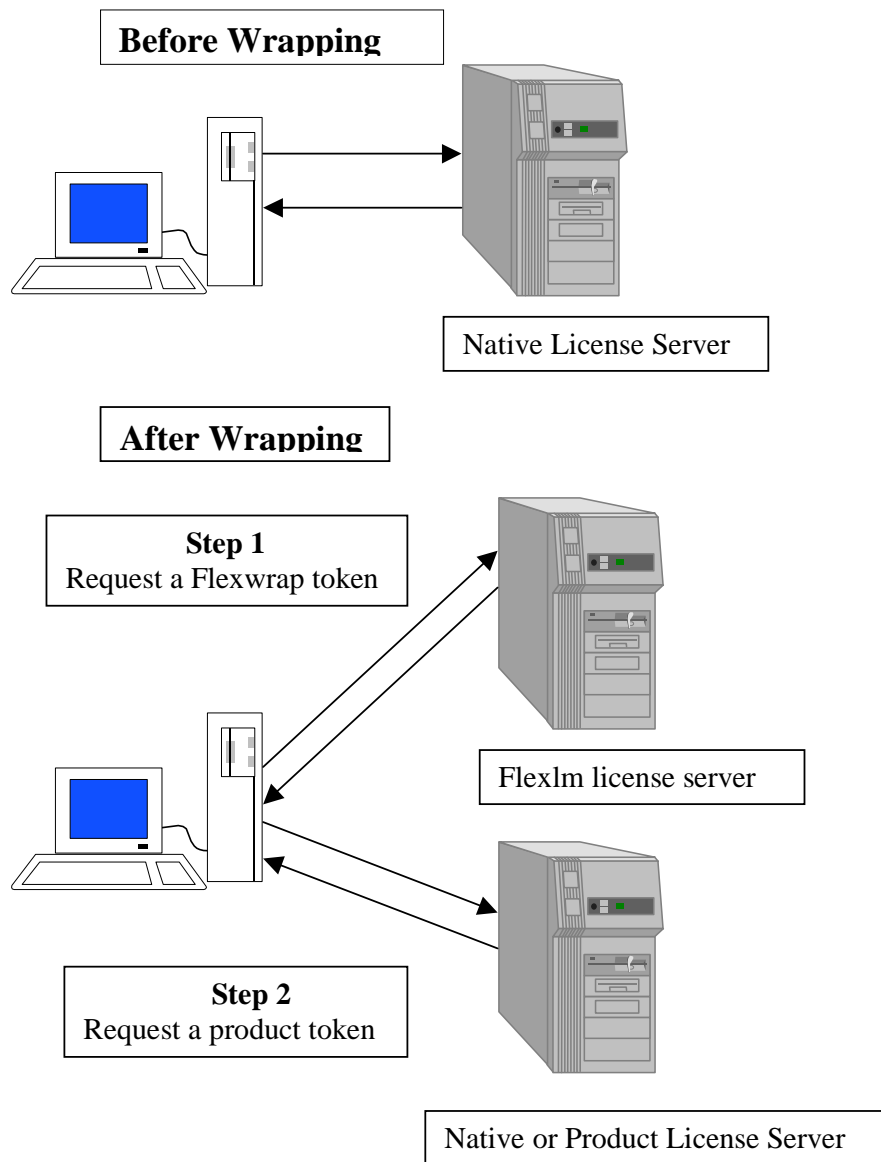 Before Wrapping
Native License Server
After Wrapping
Step 1
Request a Flexwrap token
Flexlm license server
Step 2
Request a product token
Native or Product License Server